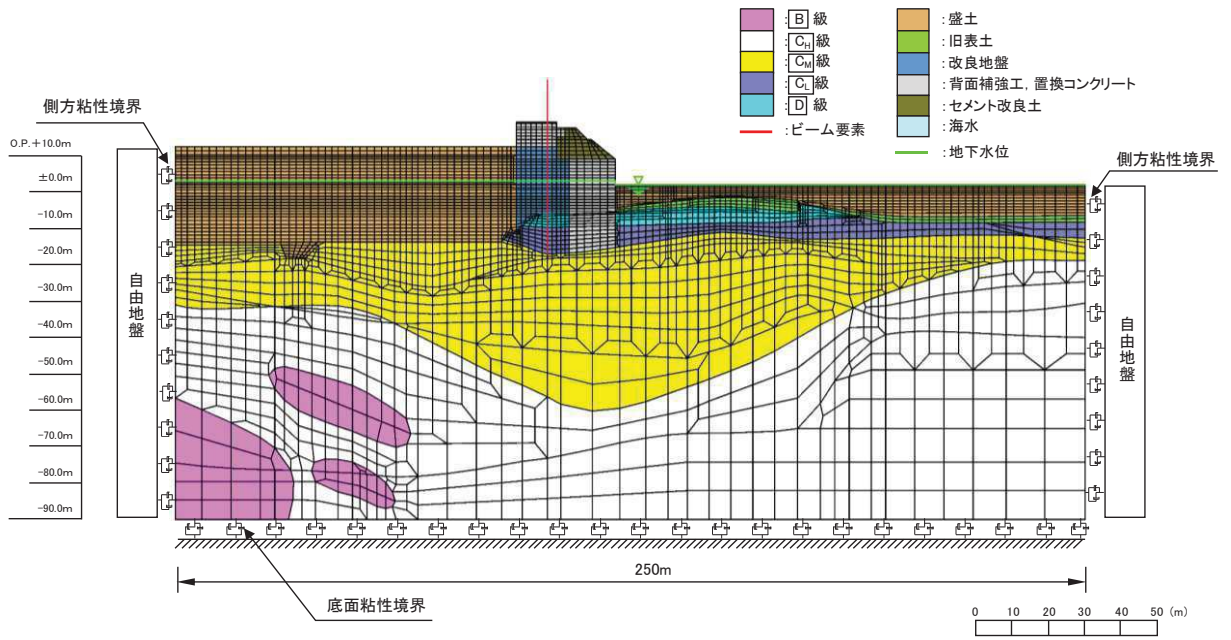 B 級
CH級
CM級
CL級
D 級
:ビーム要素
:盛土
:旧表土
:改良地盤
:背面補強工, 置換コンクリート
:セメント改良土
:海水
:地下水位
側方粘性境界
側方粘性境界
O.P.+10.0m
±0.0m
-10.0m
-20.0m
-30.0m
-40.0m
-50.0m
-60.0m
-70.0m
-80.0m
-90.0m
自由地盤
自由地盤
250m
底面粘性境界
0 10 20 30 40 50 (m)